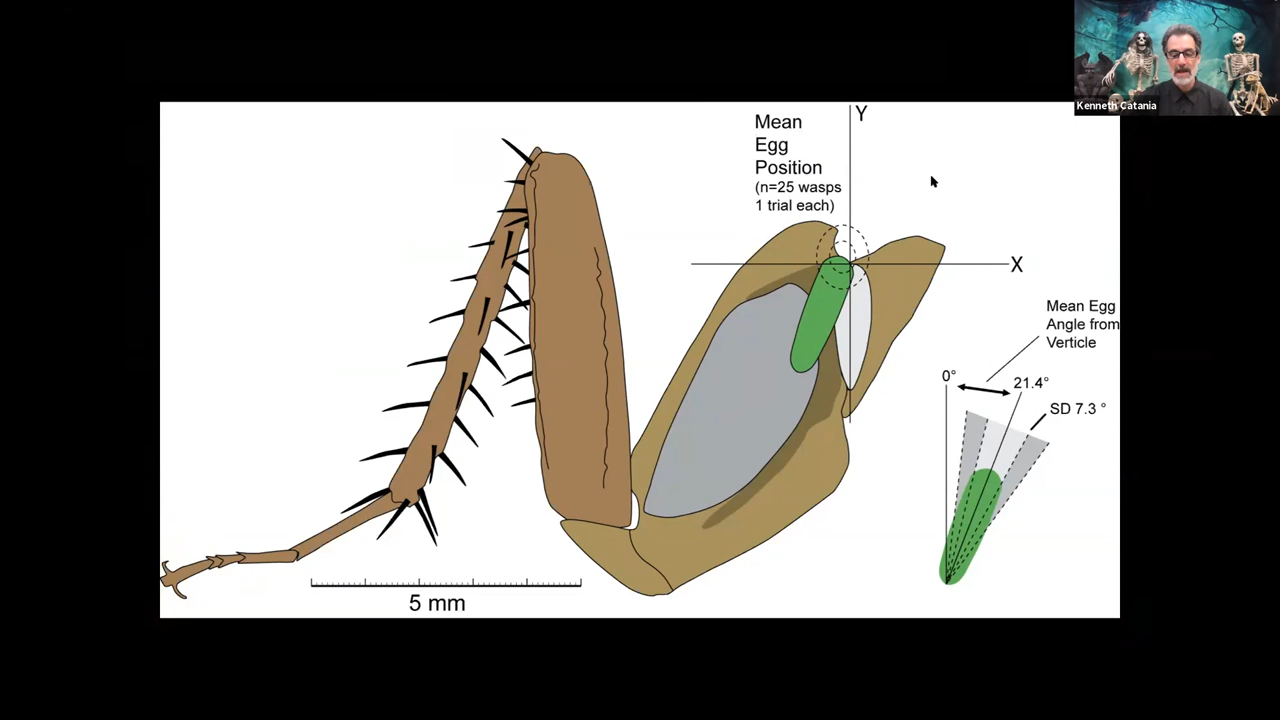 Kenneth Catania
Y
Mean
Egg
Position
(n=25 wasps
1 trial each)
X
Mean Egg
Angle from
Verticle
0°
21.4°
SD 7.3 °
5 mm